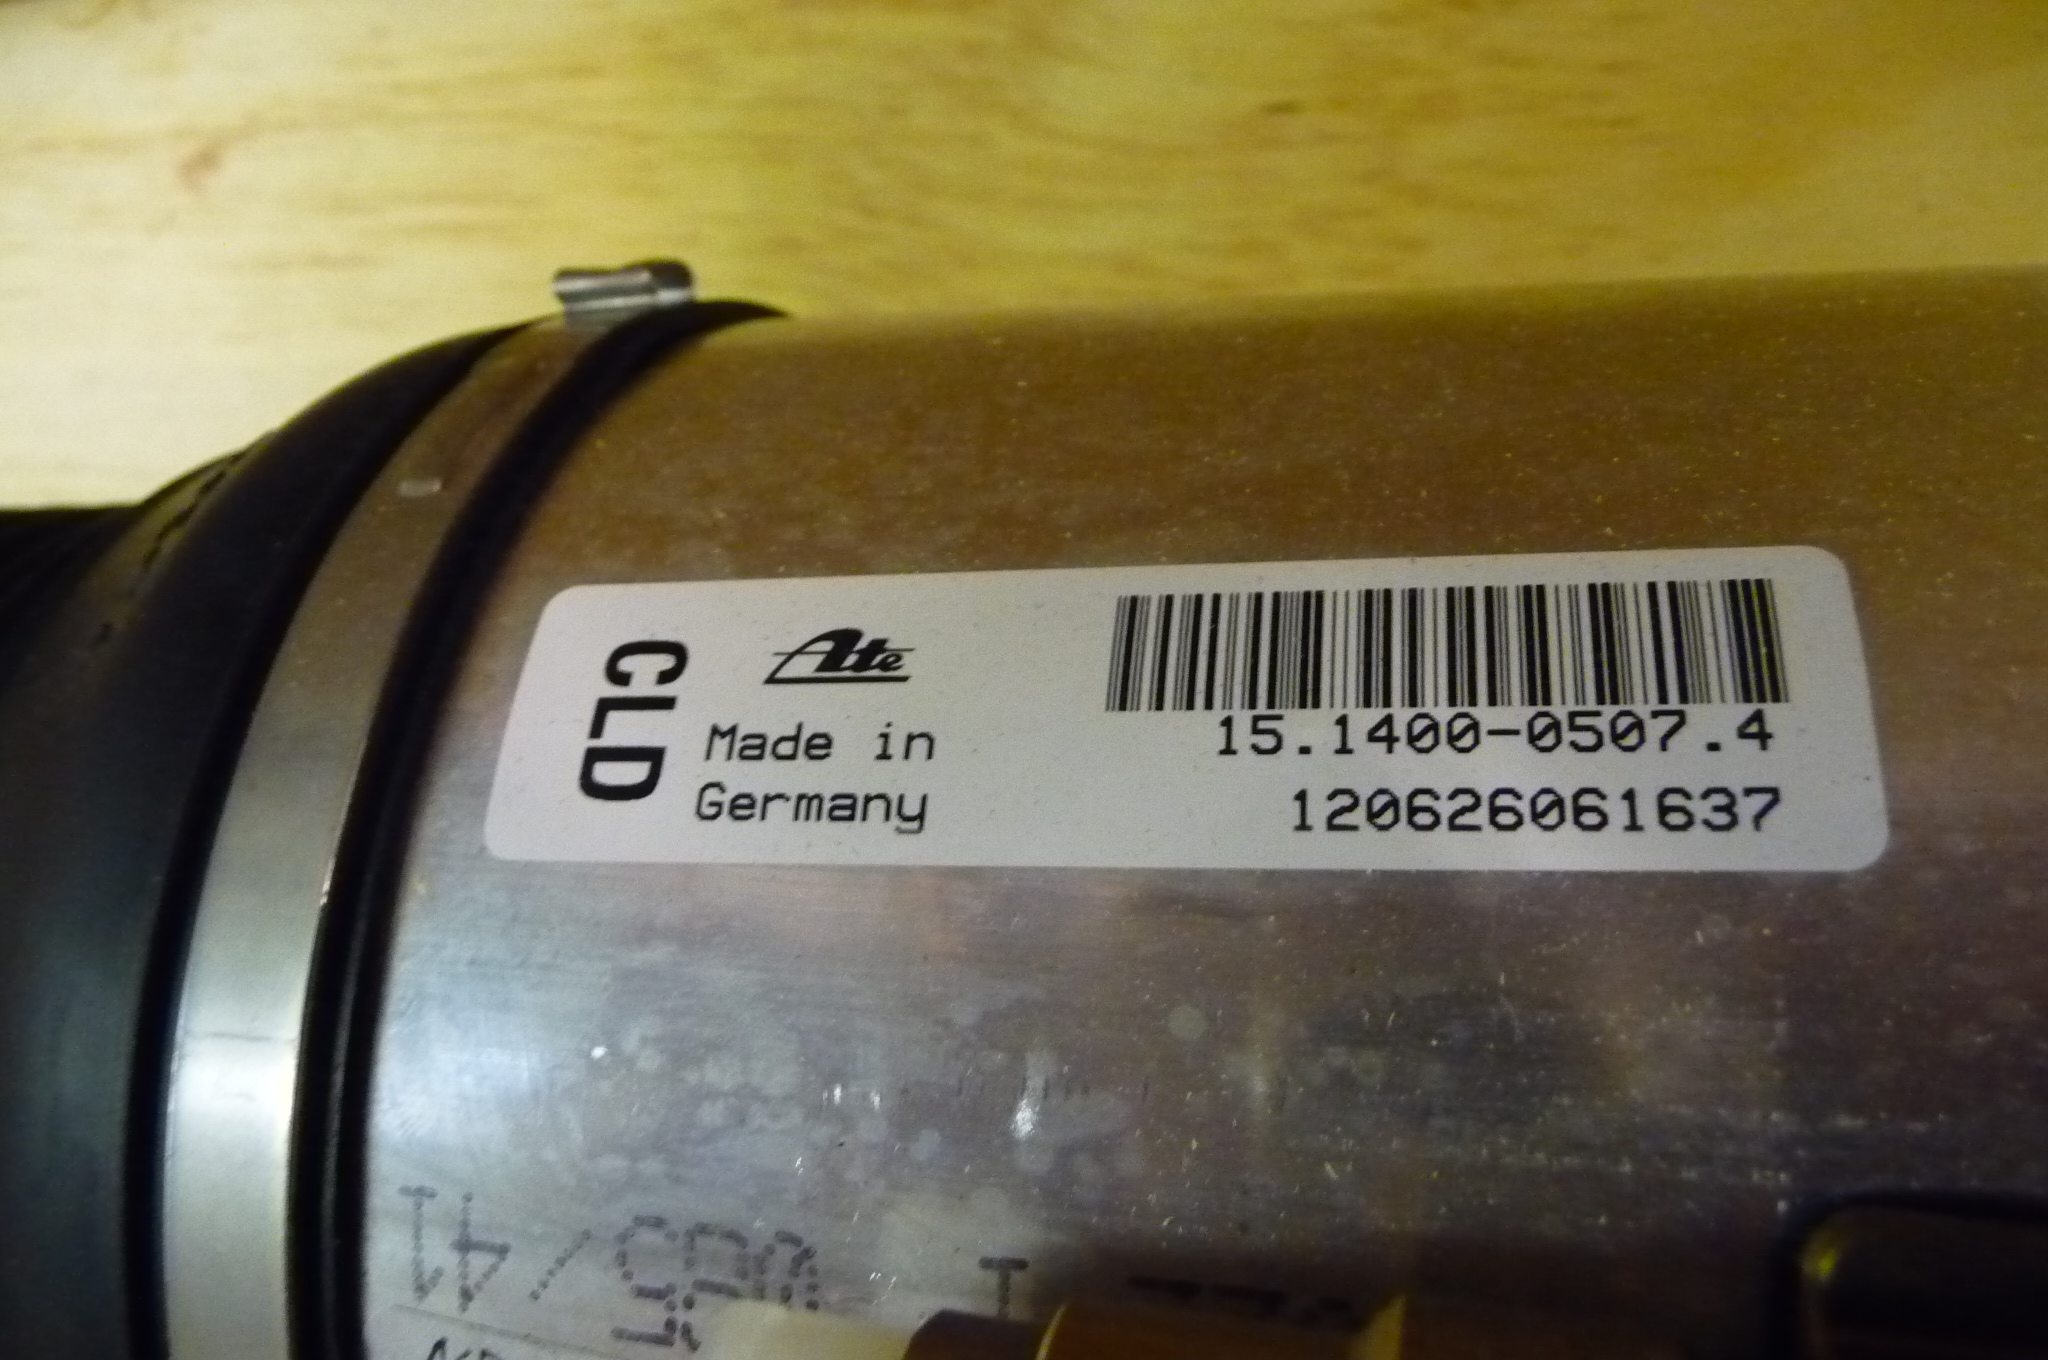 CLD
Ate
Made in
Germany
15.1400-0507.4
120626061637